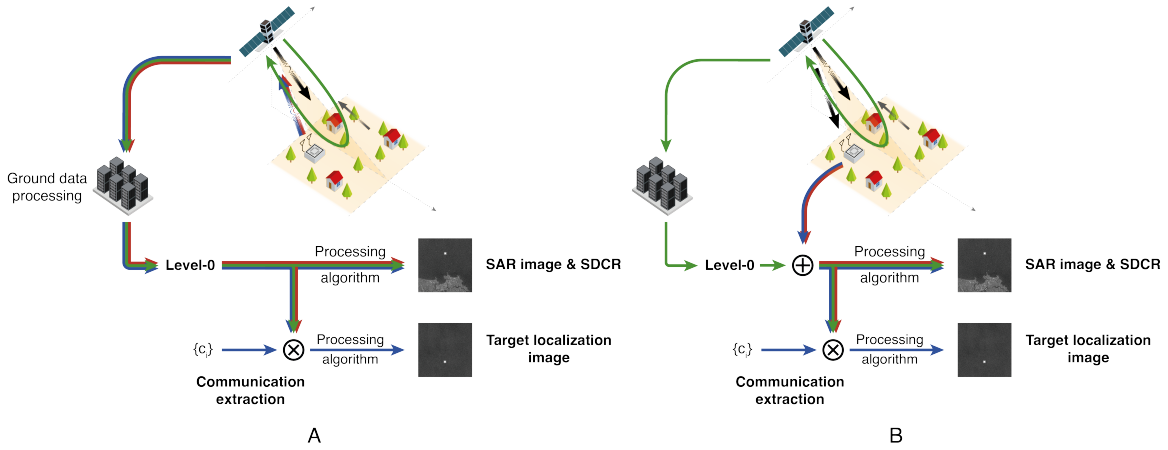 Ground data
processing
Level-0
Processing
algorithm
SAR image & SDCR
{cᵢ}
Processing
algorithm
Target localization
image
Communication
extraction
A
Level-0
Processing
algorithm
SAR image & SDCR
{cᵢ}
Processing
algorithm
Target localization
image
Communication
extraction
B